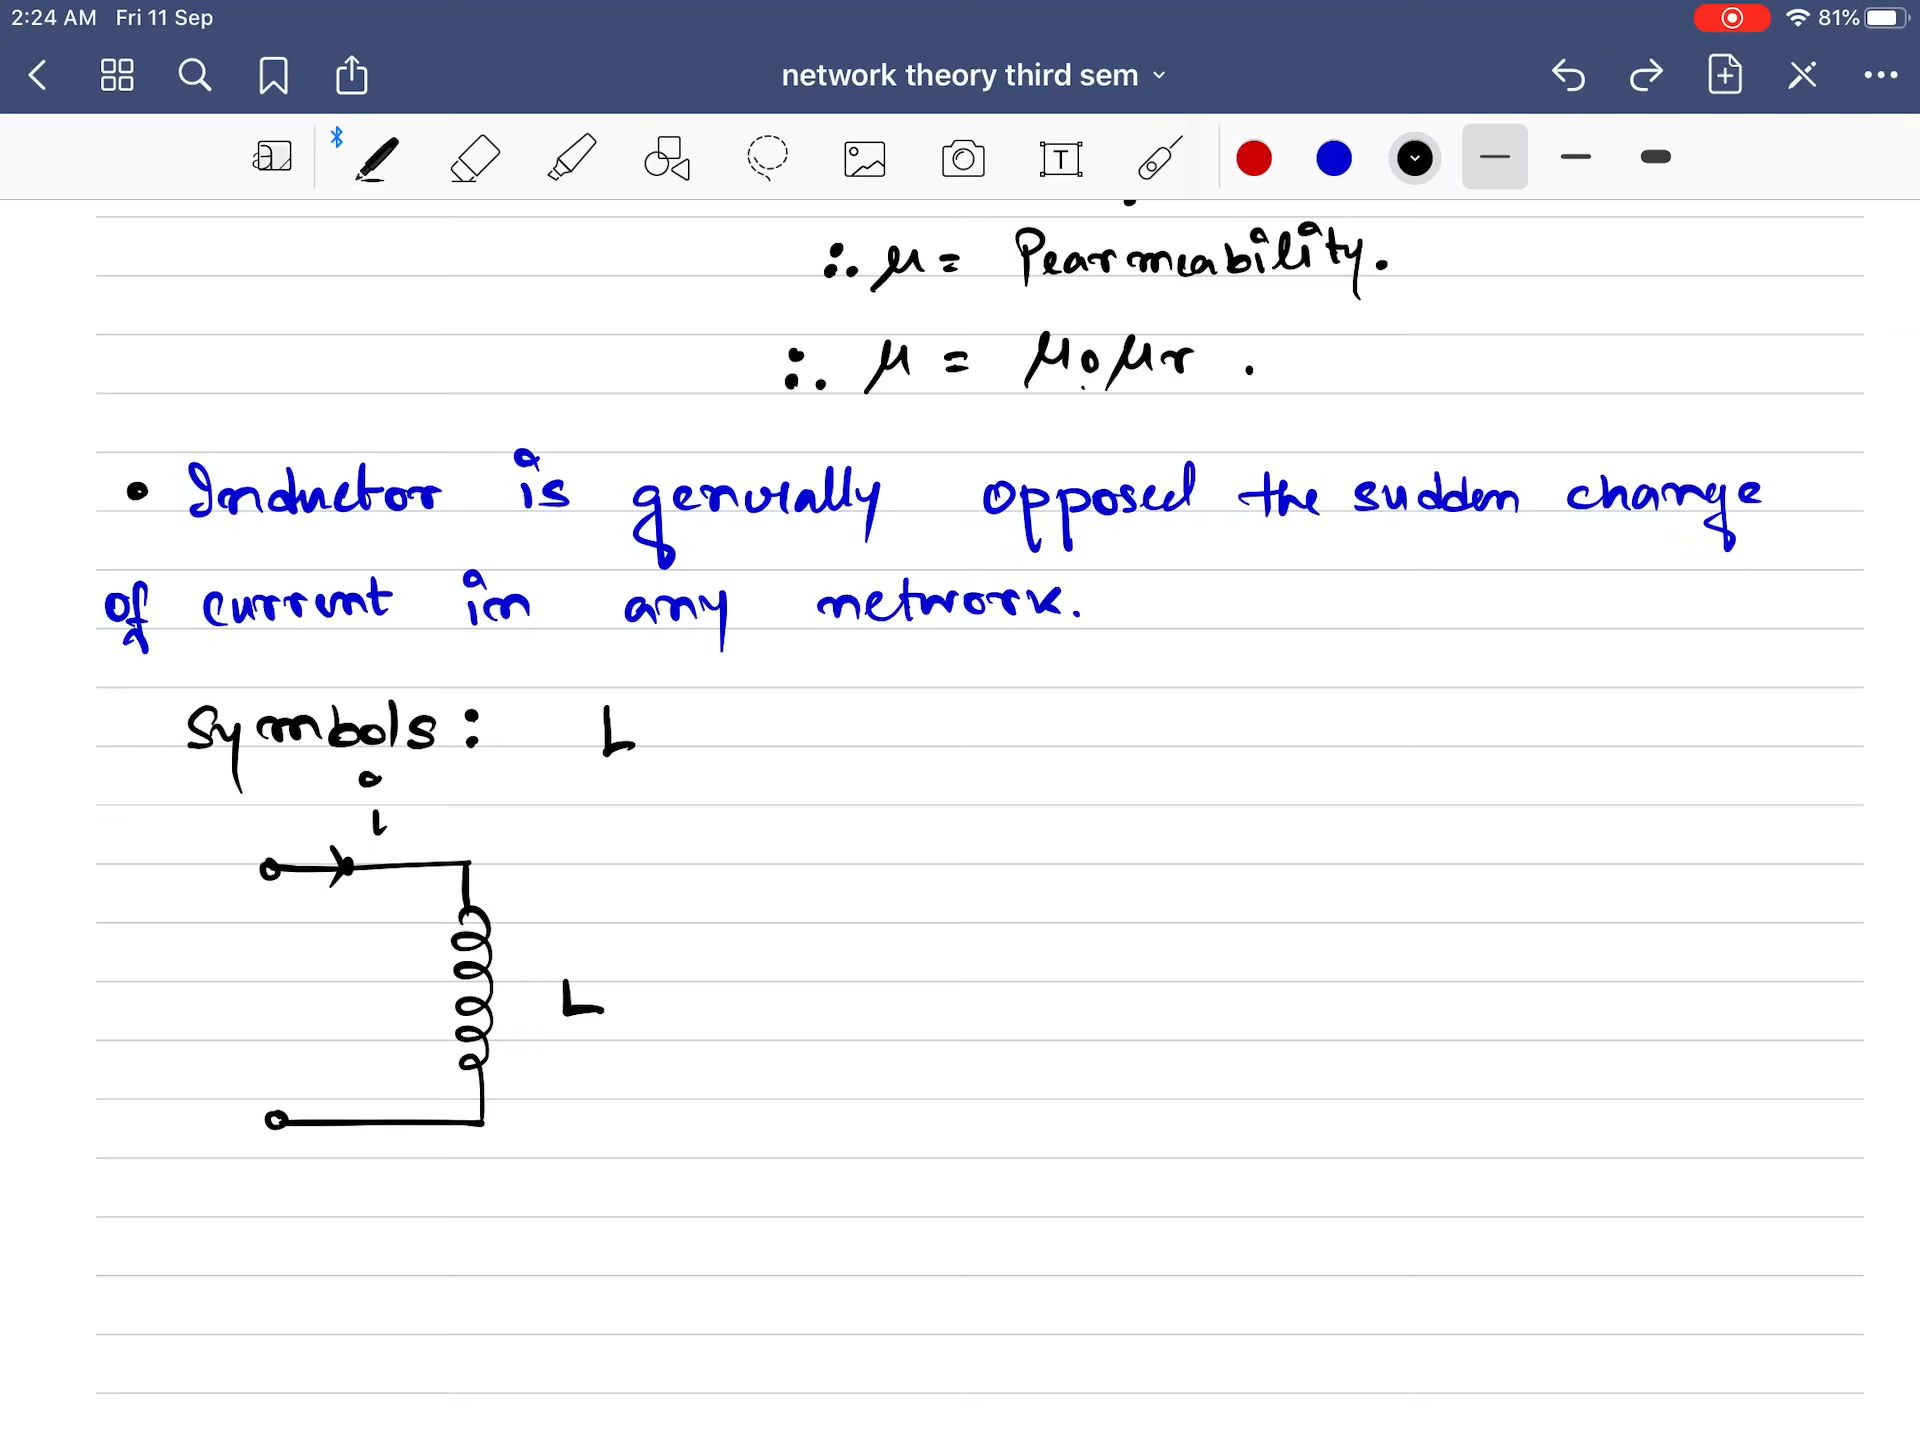 2:24 AM Fri 11 Sep
81%
network theory third sem
T
∴ μ = Pearmeability.
∴ μ = μ0μr .
• Inductor is generally opposed the sudden change
of current in any network.
Symbols : L
i
L